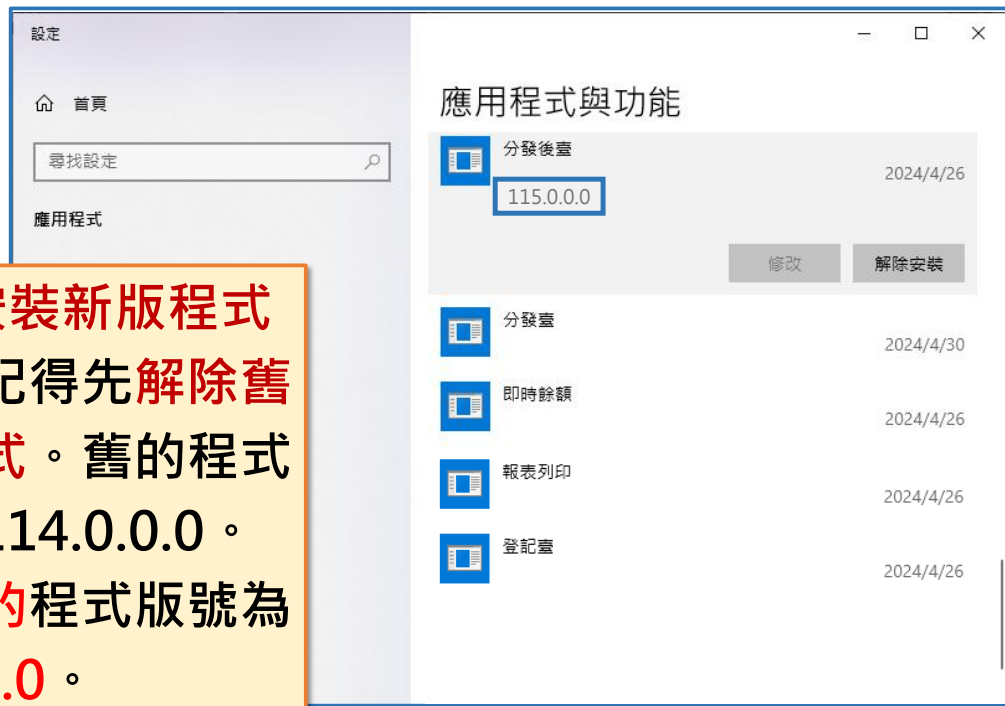 設定
首頁
尋找設定
應用程式
應用程式與功能
分發後臺
2024/4/26
115.0.0.0
修改
解除安裝
分發臺
2024/4/30
即時餘額
2024/4/26
報表列印
2024/4/26
登記臺
2024/4/26
裝新版程式
記得先解除舊
式。舊的程式
114.0.0.0。
的程式版號為
.0。